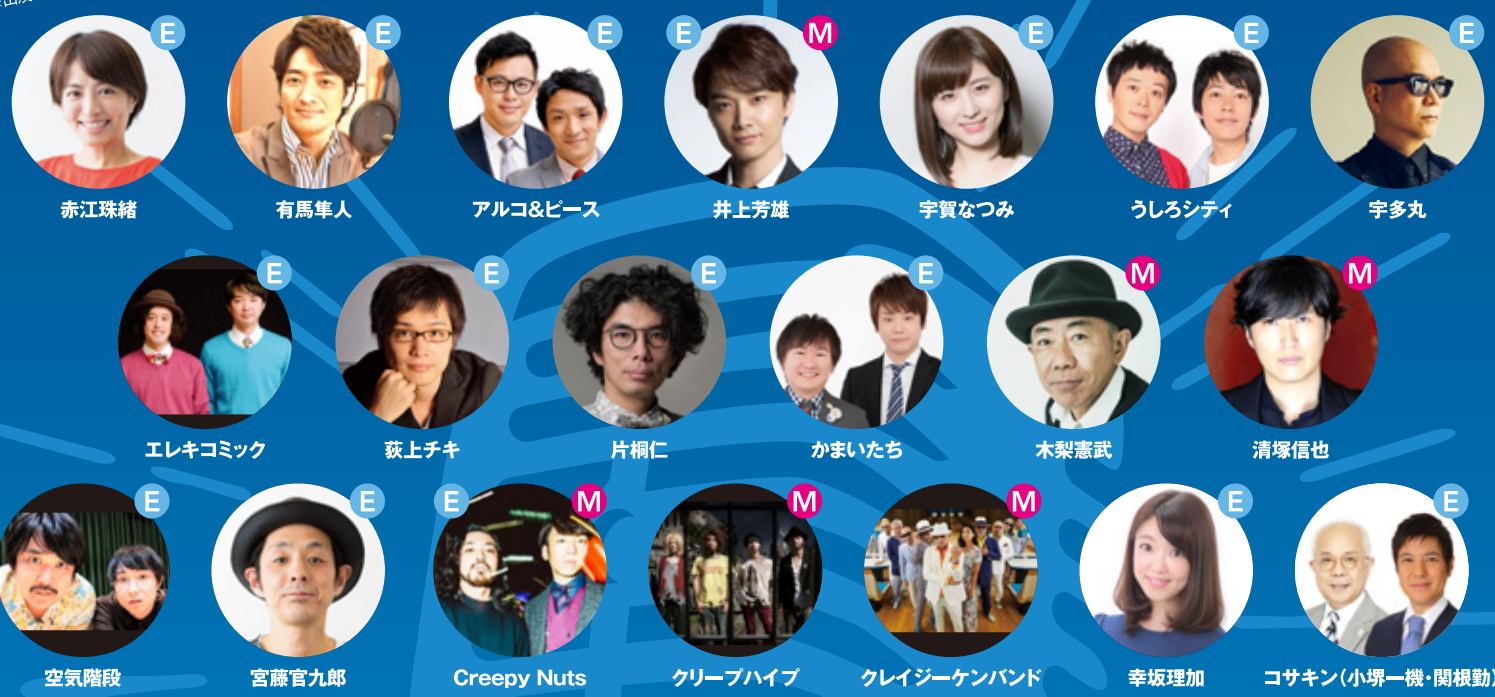 E E E E M E E E
赤江珠緒 有馬隼人 アルコ&ピース 井上芳雄 宇賀なつみ うしろシティ 宇多丸
E E E E M M
エレキコミック 荻上チキ 片桐仁 かまいたち 木梨憲武 清塚信也
E E E M M M E E
空気階段 宮藤官九郎 Creepy Nuts クリープハイプ クレイジーケンバンド 幸坂理加 コサキン(小堺一機・関根勤)